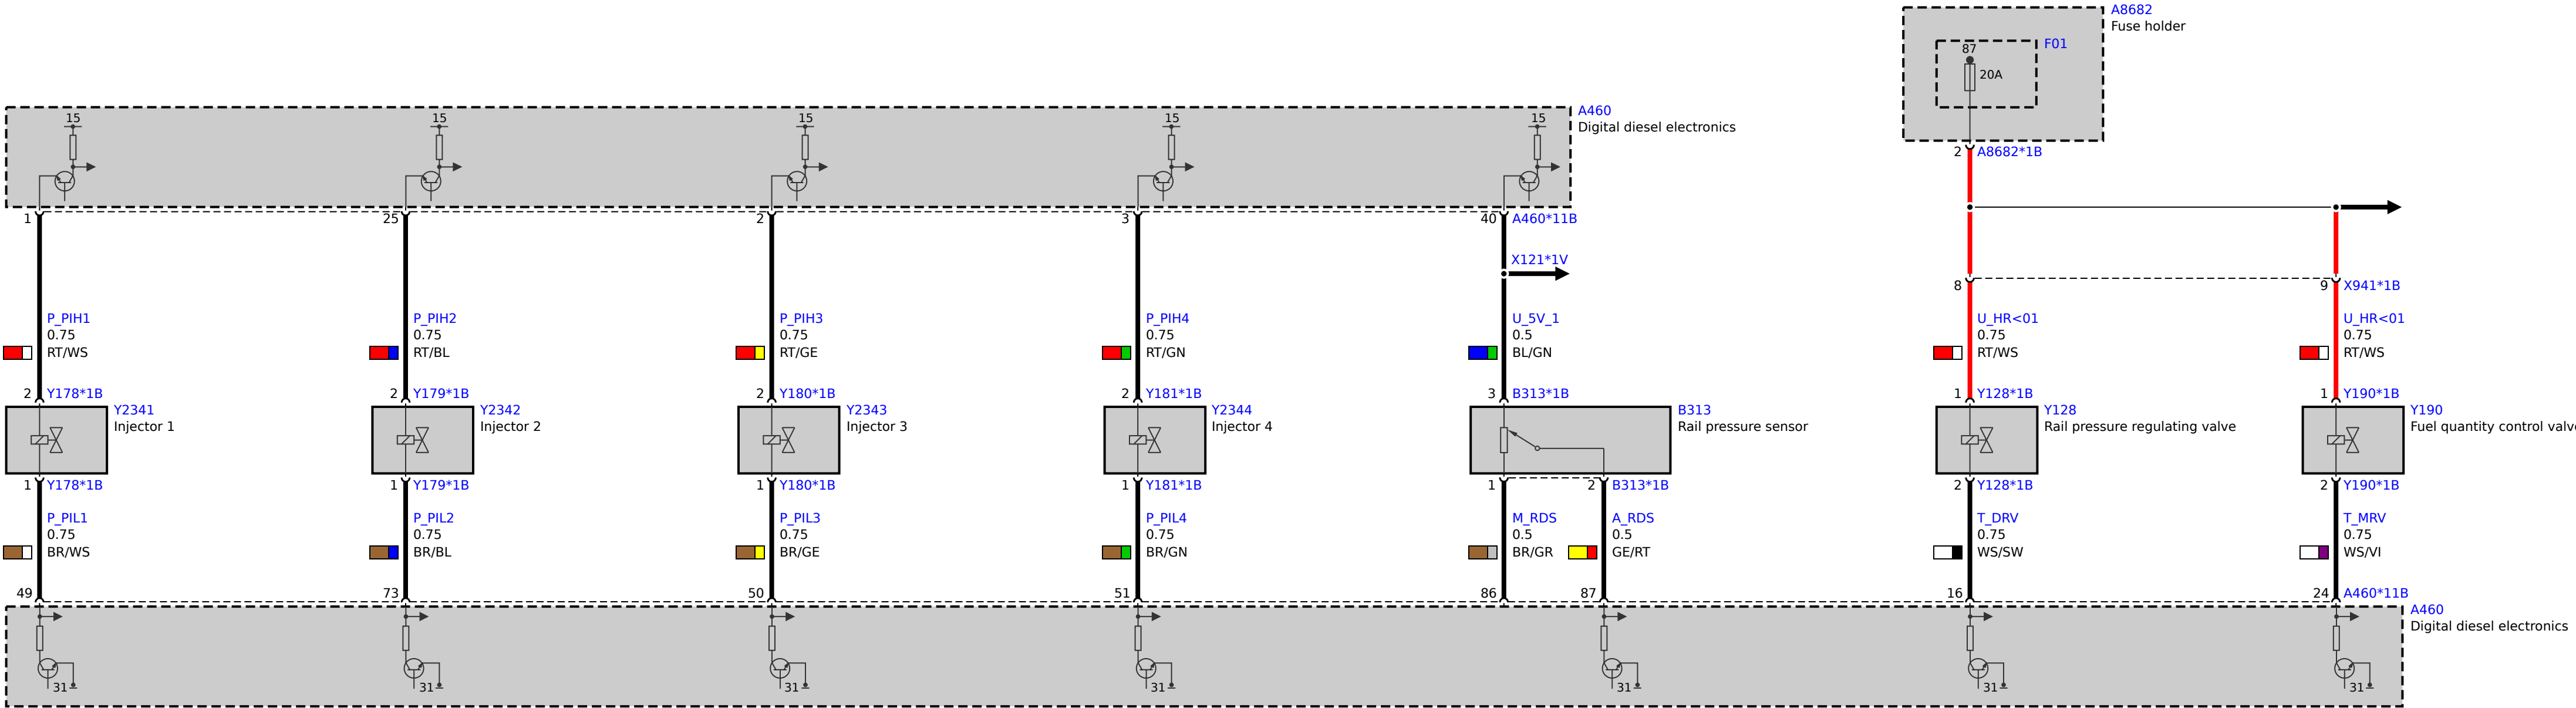 A8682
Fuse holder
F01
87
20A
A460
Digital diesel electronics
15
15
15
15
15
2 A8682*1B
1
25
2
3
40 A460*11B
X121*1V
8
9 X941*1B
P_PIH1
0.75
RT/WS
P_PIH2
0.75
RT/BL
P_PIH3
0.75
RT/GE
P_PIH4
0.75
RT/GN
U_5V_1
0.5
BL/GN
U_HR<01
0.75
RT/WS
U_HR<01
0.75
RT/WS
2 Y178*1B
2 Y179*1B
2 Y180*1B
2 Y181*1B
3 B313*1B
1 Y128*1B
1 Y190*1B
Y2341
Injector 1
Y2342
Injector 2
Y2343
Injector 3
Y2344
Injector 4
B313
Rail pressure sensor
Y128
Rail pressure regulating valve
Y190
Fuel quantity control valve
1 Y178*1B
1 Y179*1B
1 Y180*1B
1 Y181*1B
1
2 B313*1B
2 Y128*1B
2 Y190*1B
P_PIL1
0.75
BR/WS
P_PIL2
0.75
BR/BL
P_PIL3
0.75
BR/GE
P_PIL4
0.75
BR/GN
M_RDS
0.5
BR/GR
A_RDS
0.5
GE/RT
T_DRV
0.75
WS/SW
T_MRV
0.75
WS/VI
49
73
50
51
86
87
16
24 A460*11B
A460
Digital diesel electronics
31
31
31
31
31
31
31